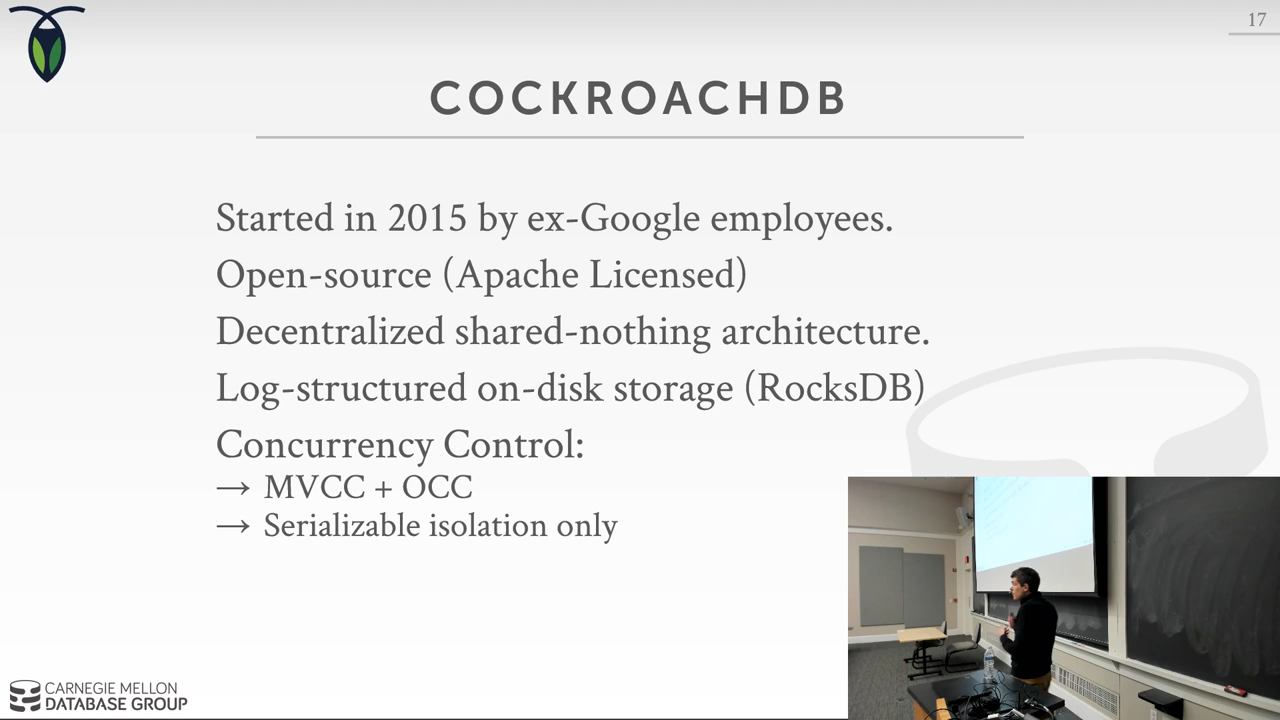 17
COCKROACHDB
Started in 2015 by ex-Google employees.
Open-source (Apache Licensed)
Decentralized shared-nothing architecture.
Log-structured on-disk storage (RocksDB)
Concurrency Control:
→ MVCC + OCC
→ Serializable isolation only
CARNEGIE MELLON
DATABASE GROUP